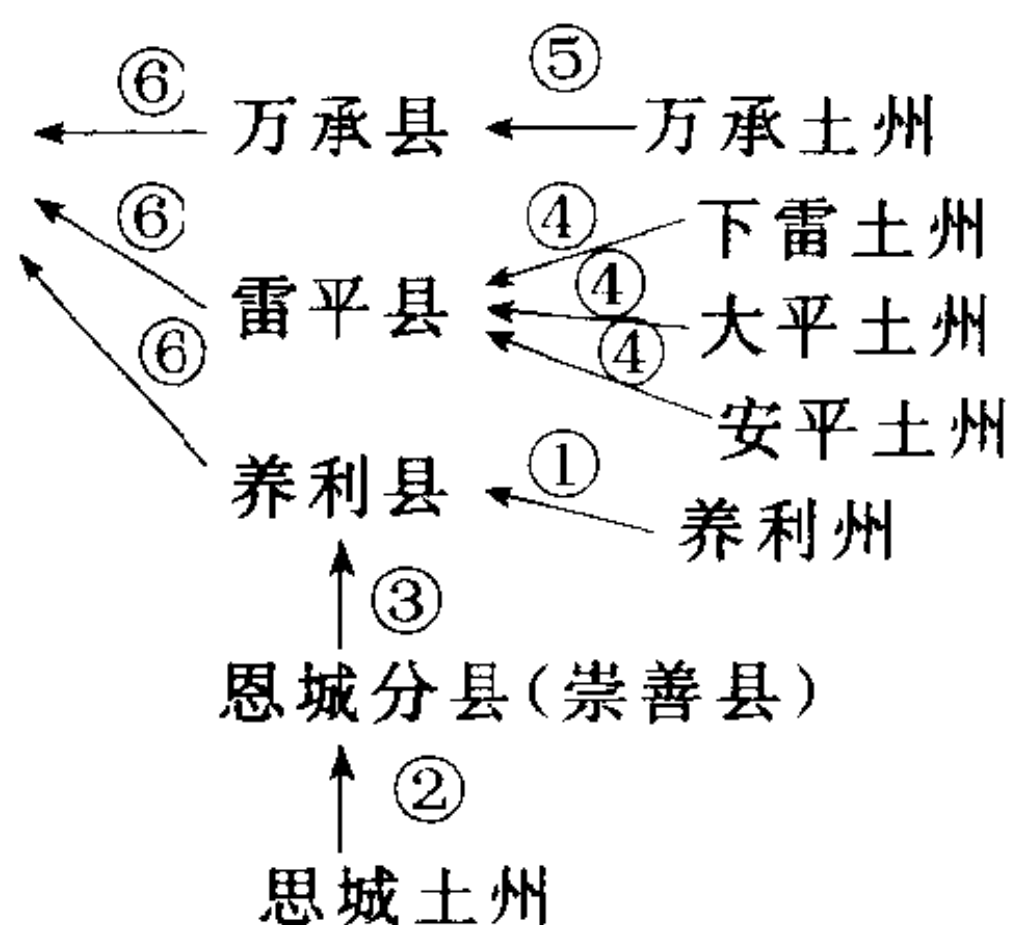 ⑥ 万承县 ⑤ 万承土州
⑥ ④ 下雷土州
雷平县 ④ 大平土州
⑥ ④ 安平土州
养利县 ① 养利州
③
恩城分县(崇善县)
②
思城土州